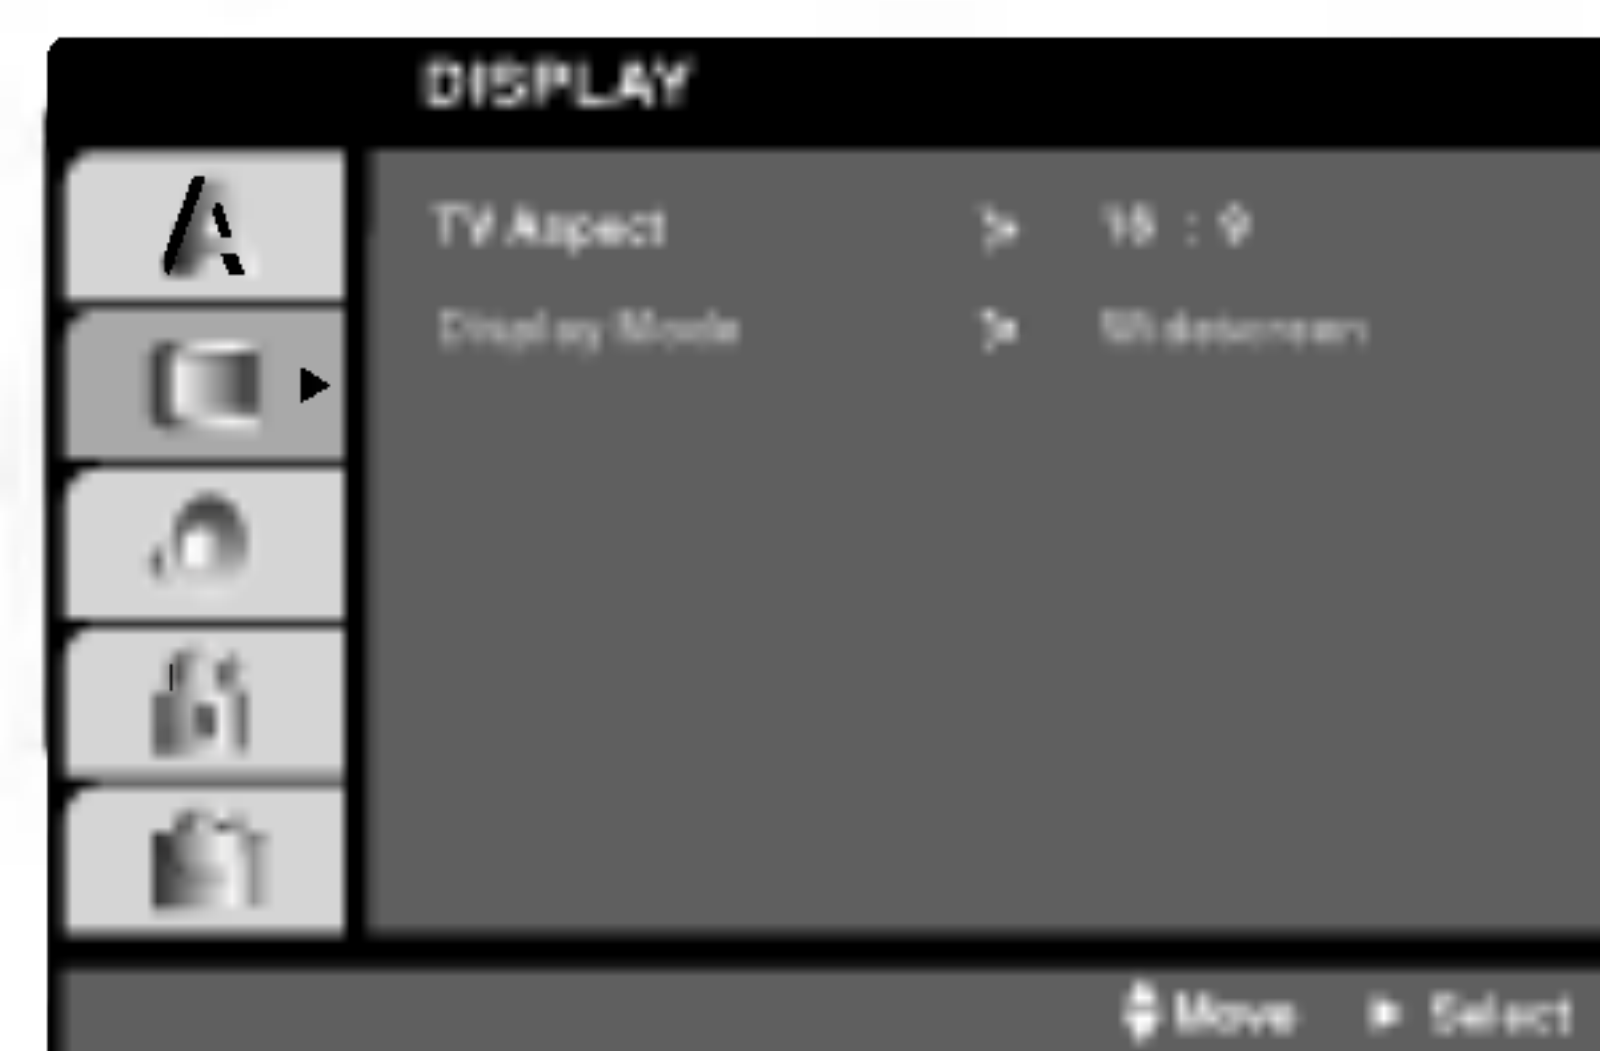 DISPLAY
A
TV Aspect > 16 : 9
Display Mode > Widescreen
Move Select